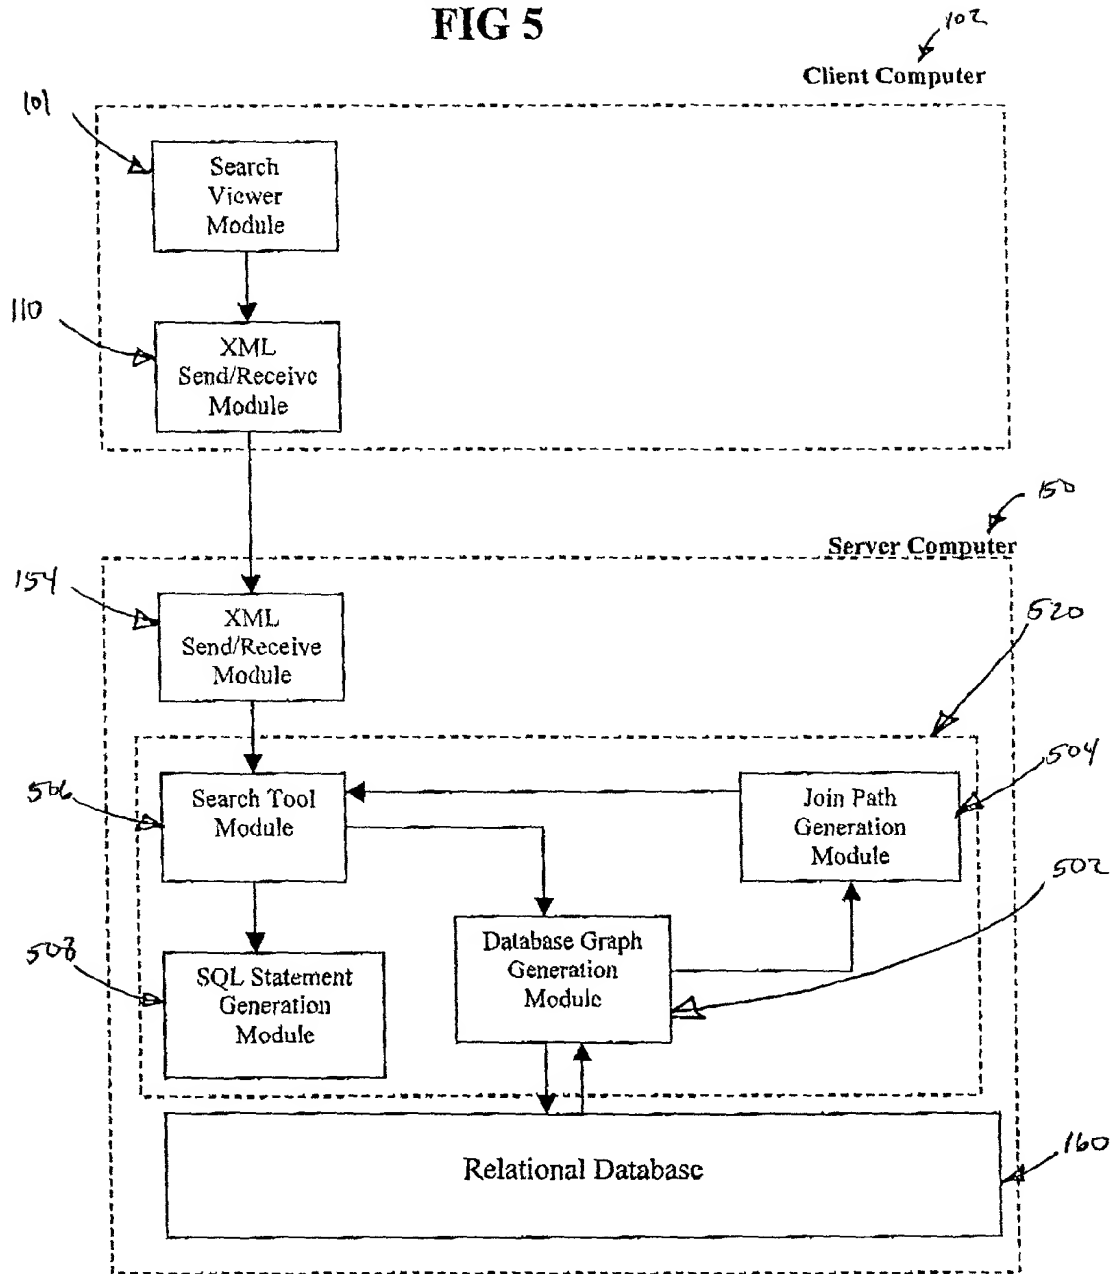 FIG 5
102
Client Computer
101
Search
Viewer
Module
110
XML
Send/Receive
Module
150
Server Computer
154
XML
Send/Receive
Module
520
504
506
Search Tool
Module
Join Path
Generation
Module
502
Database Graph
Generation
Module
508
SQL Statement
Generation
Module
Relational Database
160